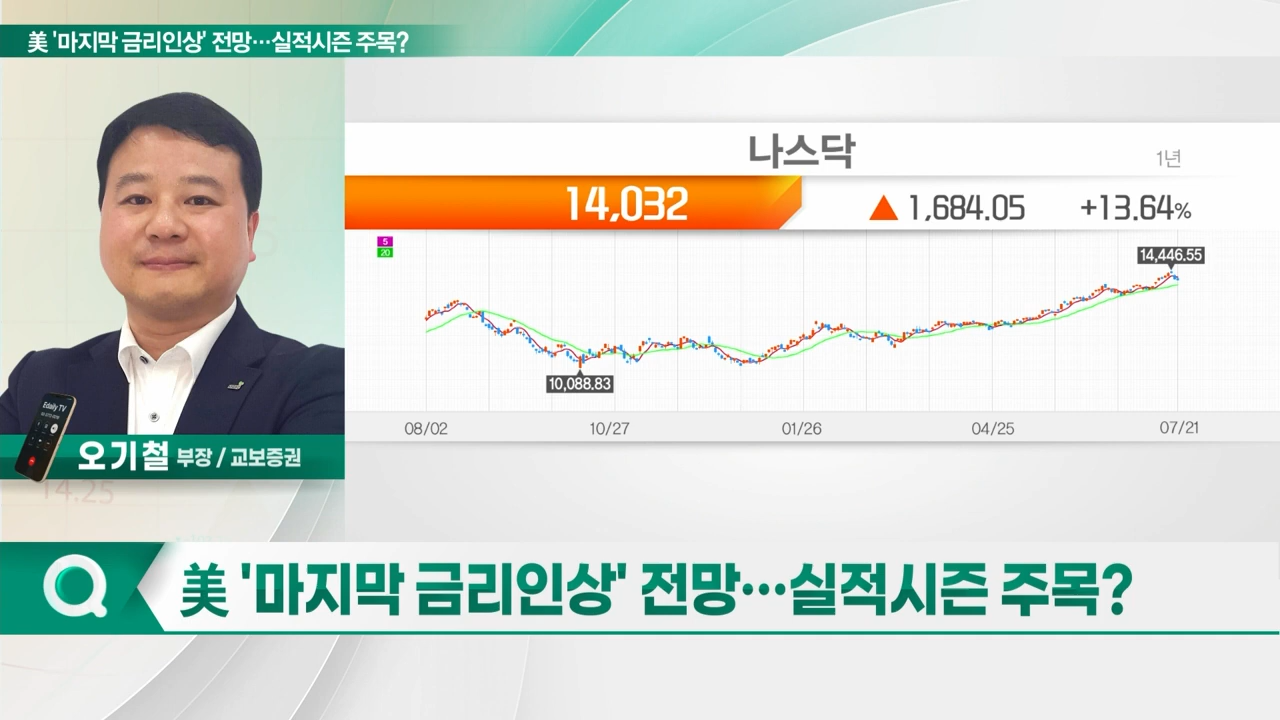 美 '마지막 금리인상' 전망…실적시즌 주목?
나스닥
1년
14,032
▲ 1,684.05
+13.64%
5
20
14,446.55
10,088.83
08/02
10/27
01/26
04/25
07/21
Edaily TV
오기철 부장 / 교보증권
14.25
美 '마지막 금리인상' 전망…실적시즌 주목?